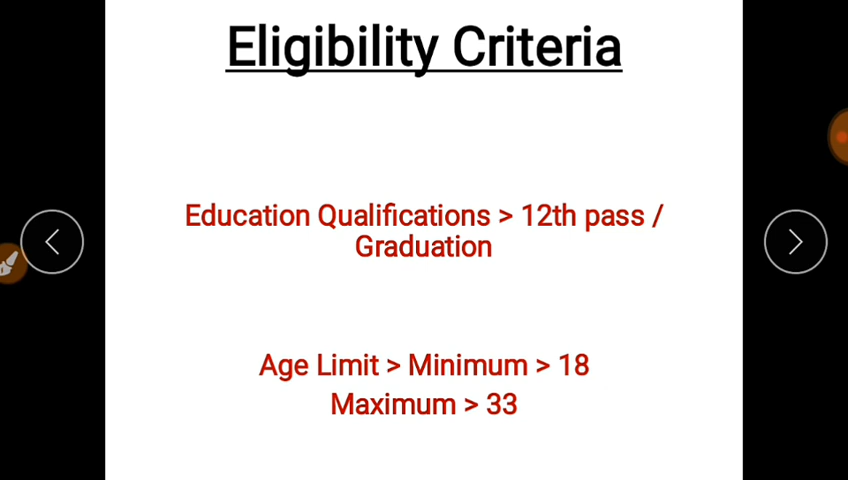 Eligibility Criteria
Education Qualifications > 12th pass /
Graduation
Age Limit > Minimum > 18
Maximum > 33